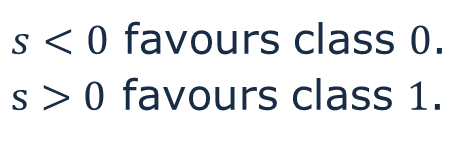 s < 0 favours class 0.
s > 0 favours class 1.